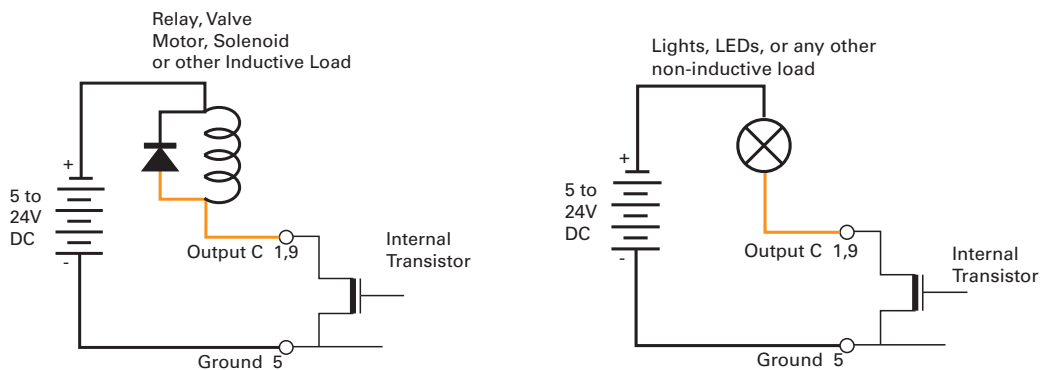 Relay, Valve
Motor, Solenoid
or other Inductive Load
+
5 to
24V
DC
-
Output C 1,9
Internal
Transistor
Ground 5
Lights, LEDs, or any other
non-inductive load
+
5 to
24V
DC
-
Output C 1,9
Internal
Transistor
Ground 5